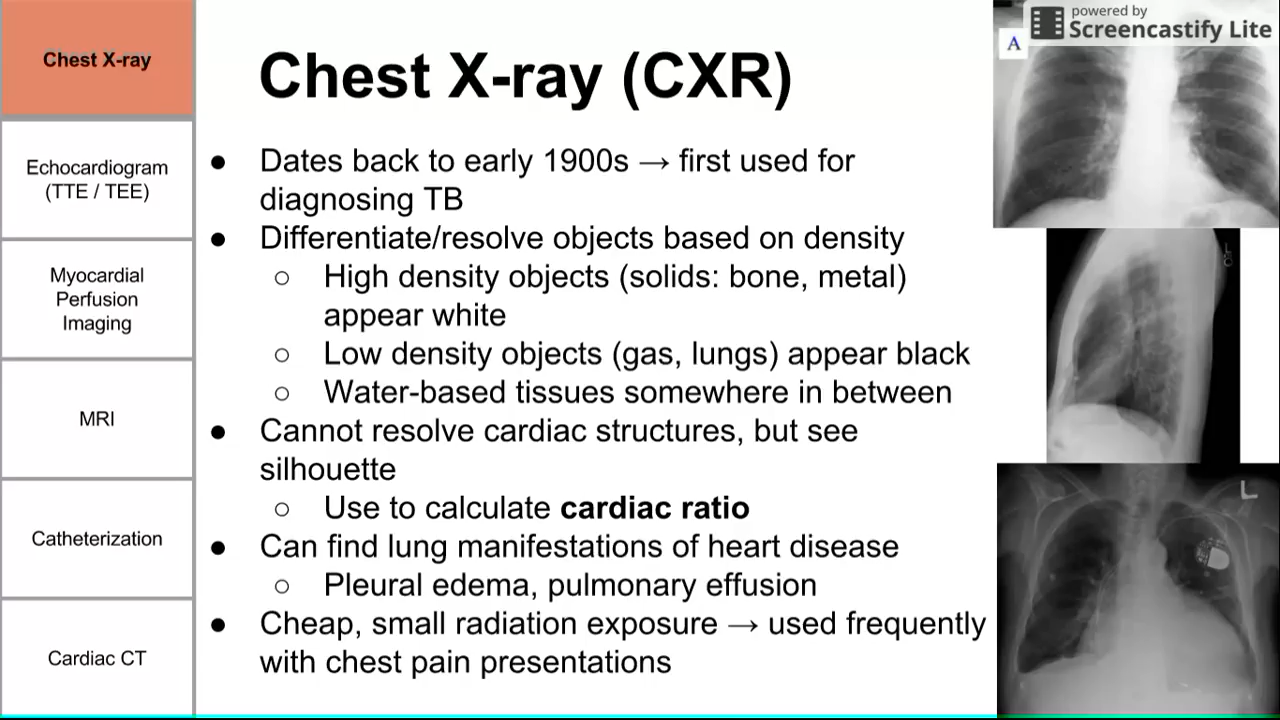 Chest X-ray
Echocardiogram
(TTE / TEE)
Myocardial
Perfusion
Imaging
MRI
Catheterization
Cardiac CT
Chest X-ray (CXR)
● Dates back to early 1900s → first used for
diagnosing TB
● Differentiate/resolve objects based on density
○ High density objects (solids: bone, metal)
appear white
○ Low density objects (gas, lungs) appear black
○ Water-based tissues somewhere in between
● Cannot resolve cardiac structures, but see
silhouette
○ Use to calculate cardiac ratio
● Can find lung manifestations of heart disease
○ Pleural edema, pulmonary effusion
● Cheap, small radiation exposure → used frequently
with chest pain presentations
powered by
Screencastify Lite
A
L
L